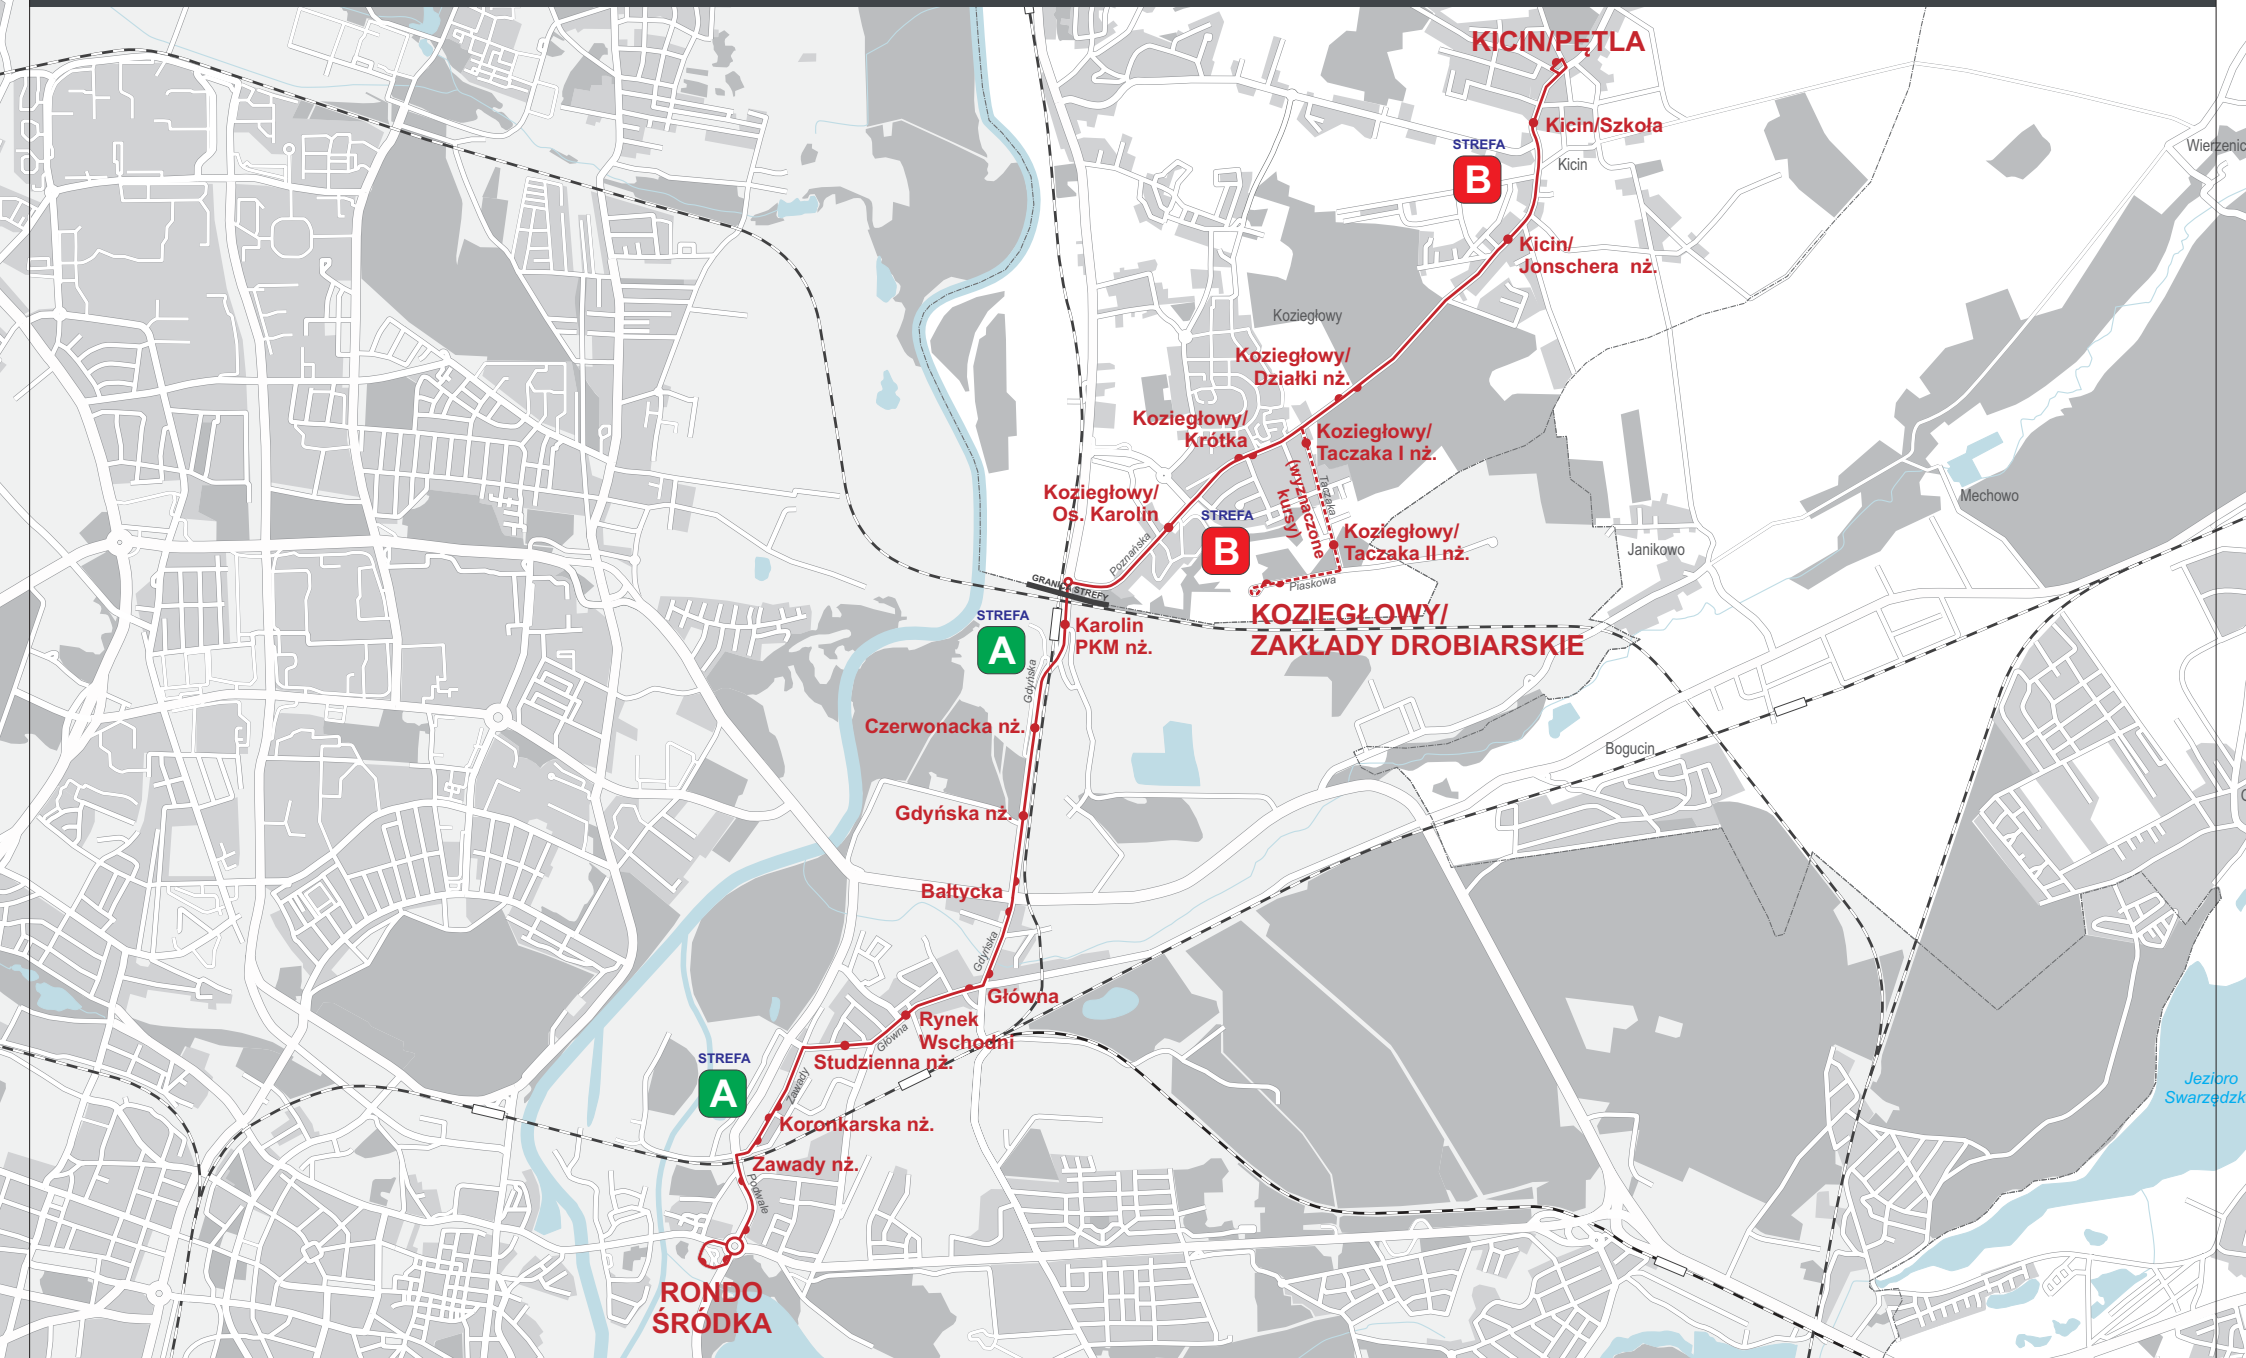 KICIN/PĘTLA
Kicin/Szkoła
STREFA
B
Kicin
Wierzenic
Kicin/
Jonschera nż.
Koziegłowy
Koziegłowy/
Działki nż.
Koziegłowy/
Krótka
Koziegłowy/
Taczaka I nż.
(wyznaczone
kursy)
Taczaka
Koziegłowy/
Os. Karolin
STREFA
B
Mechowo
Koziegłowy/
Taczaka II nż.
Janikowo
Poznańska
Piaskowa
GRANICA STREFY
KOZIEGŁOWY/
ZAKŁADY DROBIARSKIE
STREFA
A
Karolin
PKM nż.
Gdyńska
Czerwonacka nż.
Bogucin
Gdyńska nż.
Bałtycka
Gdyńska
Główna
Rynek
Wschodni
Główna
Studzienna nż.
STREFA
A
Zawady
Koronkarska nż.
Jezioro
Swarzędzk
Zawady nż.
Podwale
RONDO
ŚRÓDKA